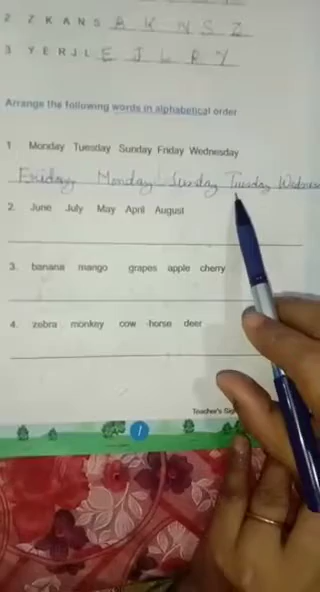 2 Z K A N S A K N S Z
3 Y E R J L E J L R Y
Arrange the following words in alphabetical order
1 Monday Tuesday Sunday Friday Wednesday
Friday Monday Sunday Tuesday
2. June July May April August
3. banana mango grapes apple cherry
4. zebra monkey cow horse deer
Teacher's
1